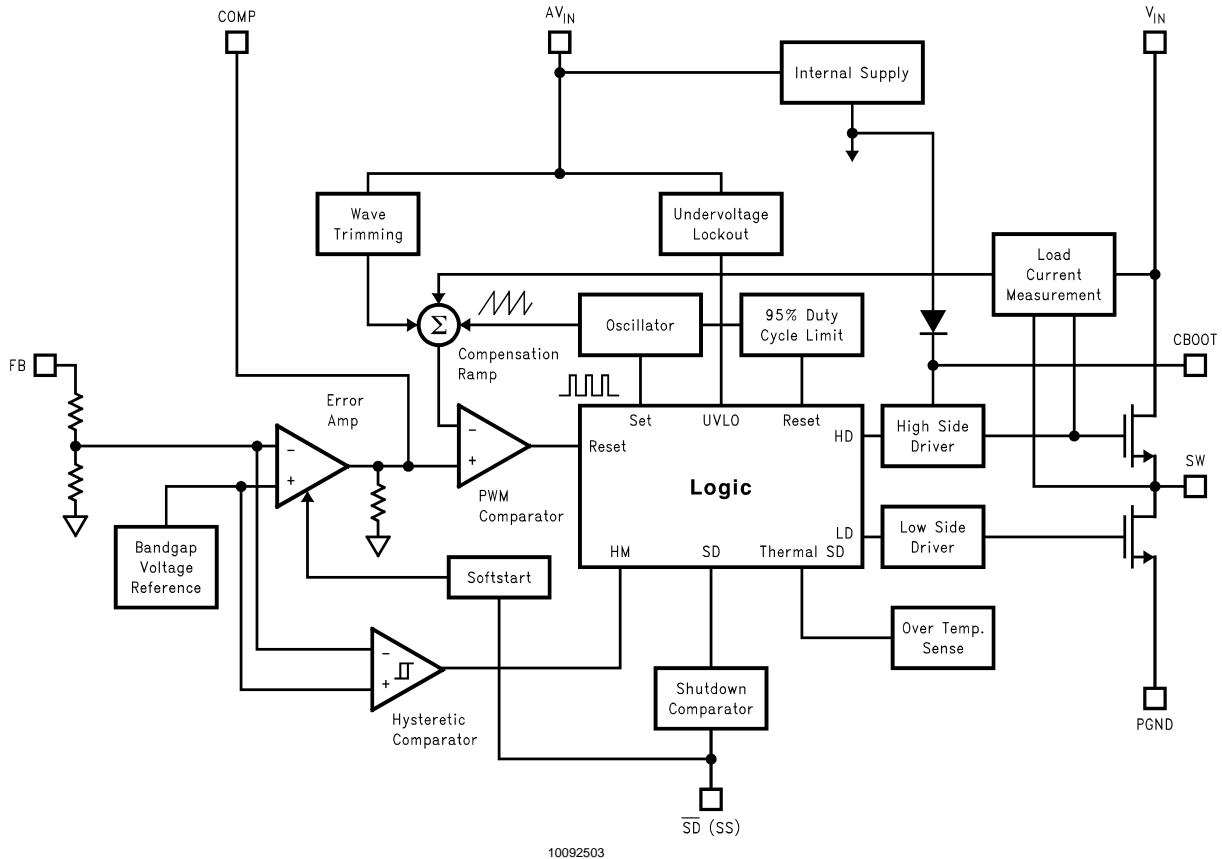 COMP
AVIN
VIN
Internal Supply
Wave
Trimming
Undervoltage
Lockout
Load
Current
Measurement
Σ
Oscillator
95% Duty
Cycle Limit
Compensation
Ramp
CBOOT
FB
Error
Amp
Set
UVLO
Reset
Reset
HD
High Side
Driver
SW
−
+
−
+
PWM
Comparator
Logic
Bandgap
Voltage
Reference
HM
SD
Thermal SD
LD
Low Side
Driver
Softstart
Over Temp.
Sense
−
+
Hysteretic
Comparator
Shutdown
Comparator
PGND
S̅D̅ (SS)
10092503